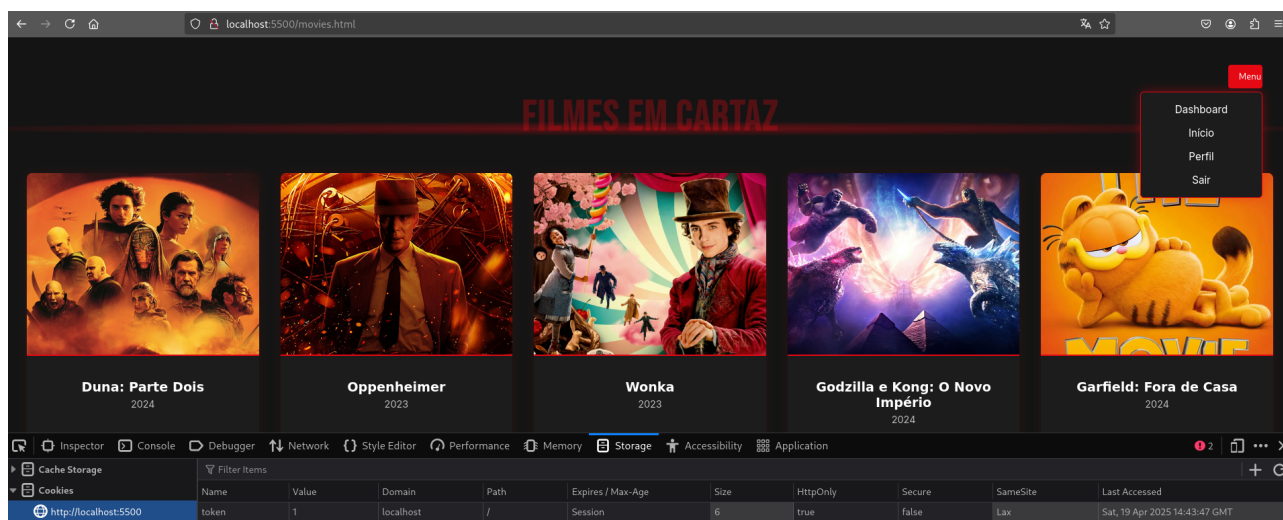 localhost:5500/movies.html
Menu
FILMES EM CARTAZ
Dashboard
Início
Perfil
Sair
MOVIE
Duna: Parte Dois
2024
Oppenheimer
2023
Wonka
2023
Godzilla e Kong: O Novo
Império
2024
Garfield: Fora de Casa
2024
Inspector Console Debugger Network Style Editor Performance Memory Storage Accessibility Application 2
Cache Storage
Filter Items
Cookies
Name Value Domain Path Expires / Max-Age Size HttpOnly Secure SameSite Last Accessed
http://localhost:5500
token 1 localhost / Session 6 true false Lax Sat, 19 Apr 2025 14:43:47 GMT